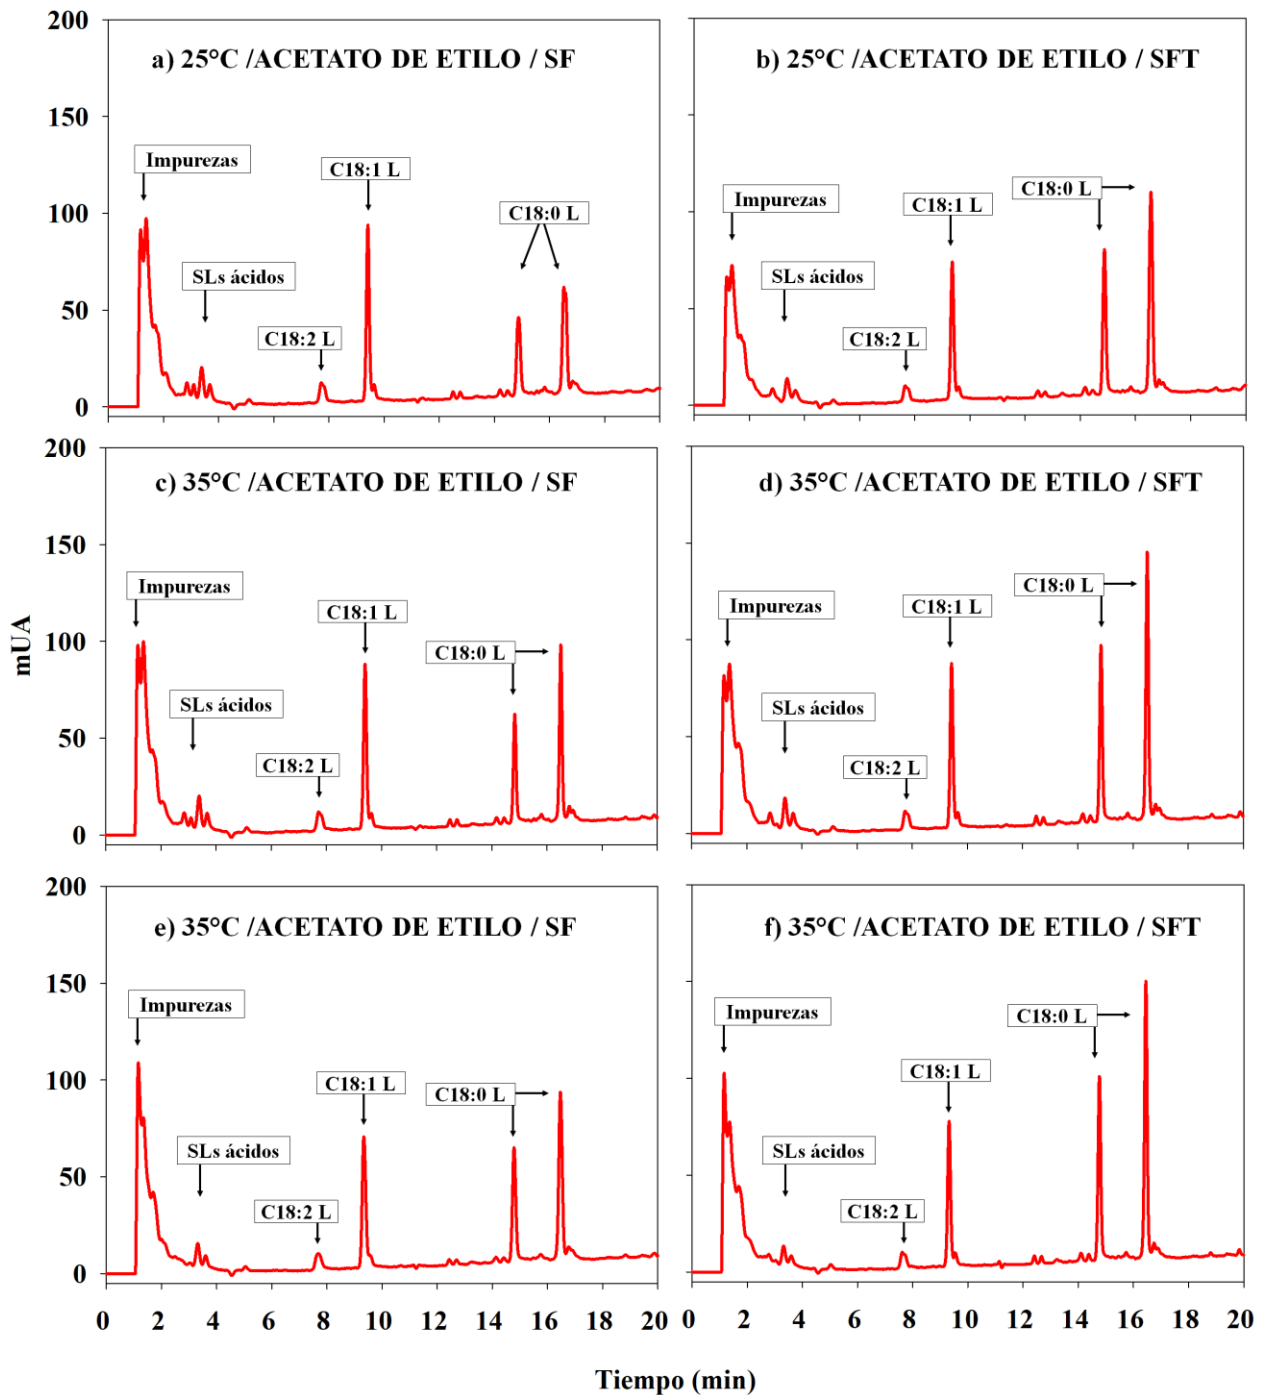 a) 25°C /ACETATO DE ETILO / SF
200
150
100
50
0
Impurezas
SLs ácidos
C18:2 L
C18:1 L
C18:0 L
b) 25°C /ACETATO DE ETILO / SFT
Impurezas
SLs ácidos
C18:2 L
C18:1 L
C18:0 L
c) 35°C /ACETATO DE ETILO / SF
200
150
100
50
0
Impurezas
SLs ácidos
C18:2 L
C18:1 L
C18:0 L
d) 35°C /ACETATO DE ETILO / SFT
Impurezas
SLs ácidos
C18:2 L
C18:1 L
C18:0 L
mUA
e) 35°C /ACETATO DE ETILO / SF
200
150
100
50
0
Impurezas
SLs ácidos
C18:2 L
C18:1 L
C18:0 L
0 2 4 6 8 10 12 14 16 18 20
f) 35°C /ACETATO DE ETILO / SFT
Impurezas
SLs ácidos
C18:2 L
C18:1 L
C18:0 L
0 2 4 6 8 10 12 14 16 18 20
Tiempo (min)